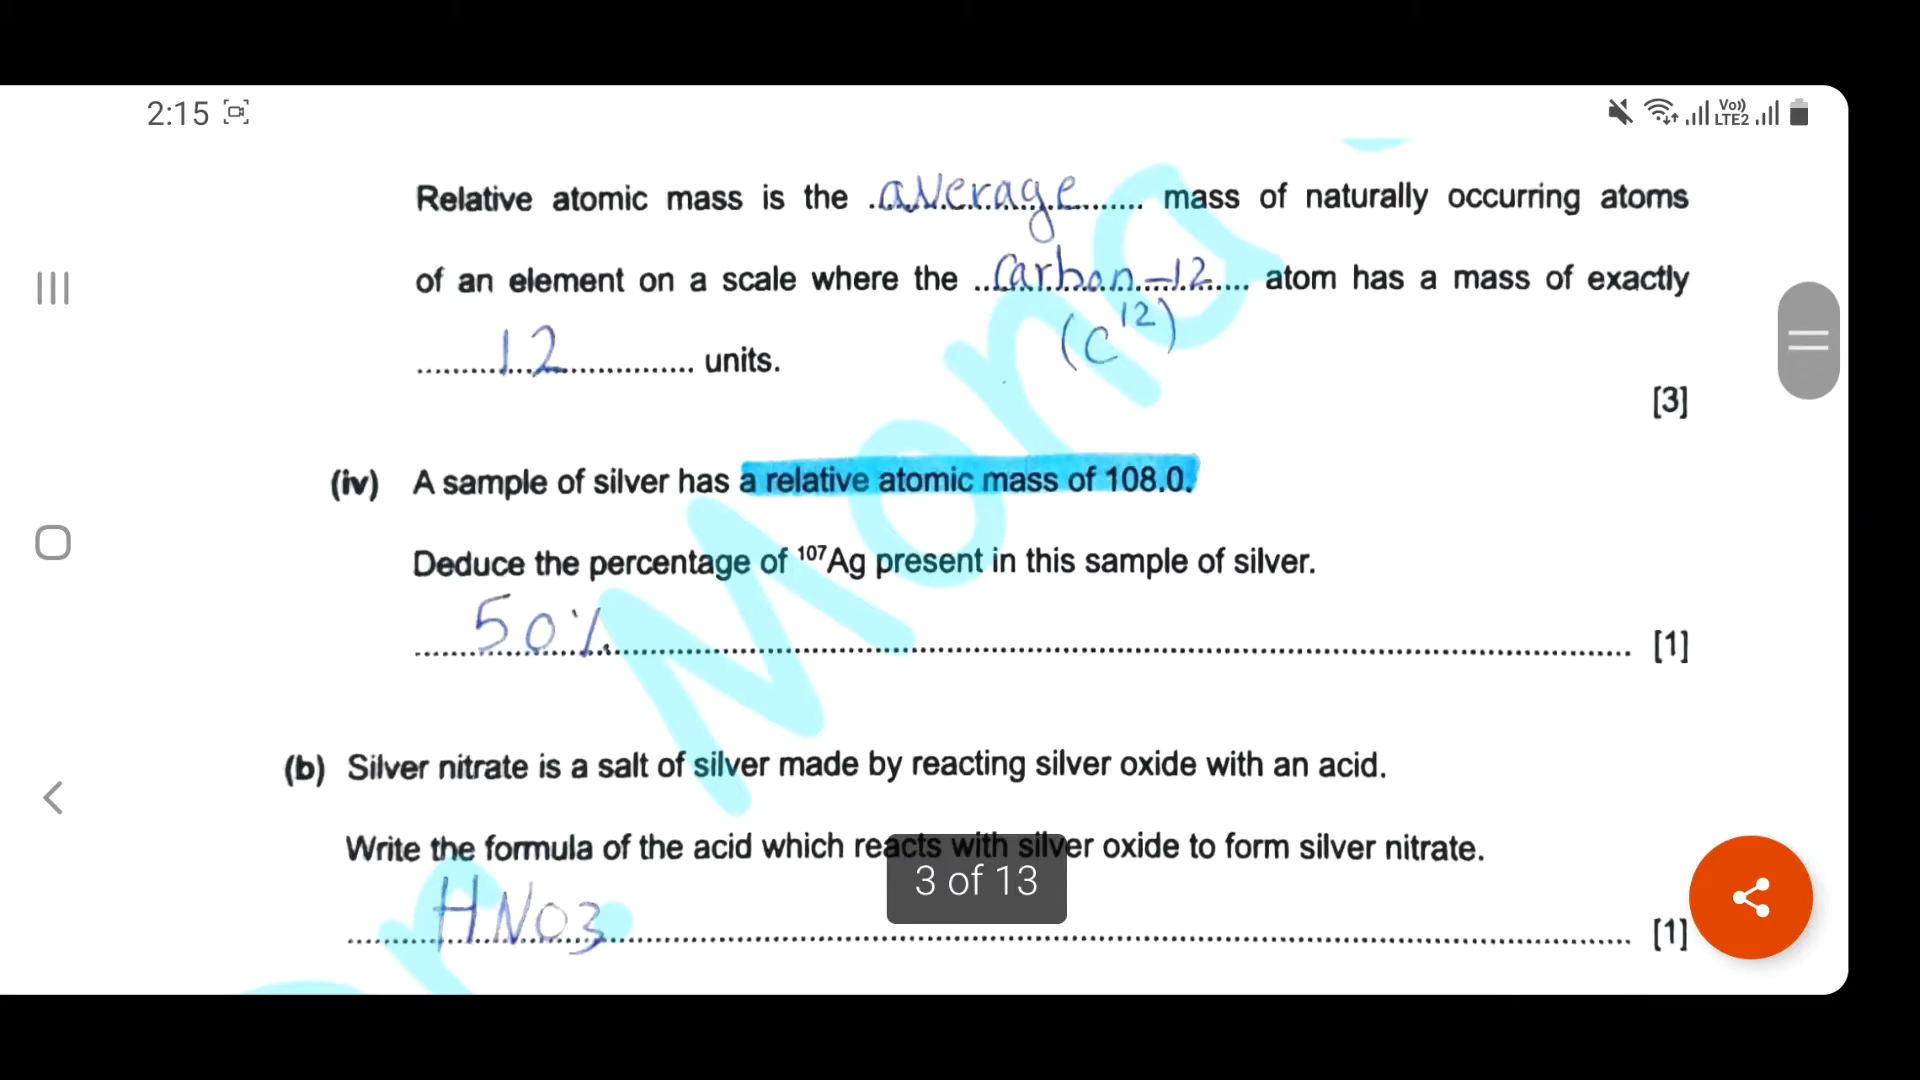 2:15
Vo)) LTE2
Relative atomic mass is the average mass of naturally occurring atoms
of an element on a scale where the Carbon-12 atom has a mass of exactly
(C¹²)
12 units.
[3]
(iv) A sample of silver has a relative atomic mass of 108.0.
Deduce the percentage of ¹⁰⁷Ag present in this sample of silver.
50% [1]
(b) Silver nitrate is a salt of silver made by reacting silver oxide with an acid.
Write the formula of the acid which reacts with silver oxide to form silver nitrate.
3 of 13
HNO3 [1]
Mona